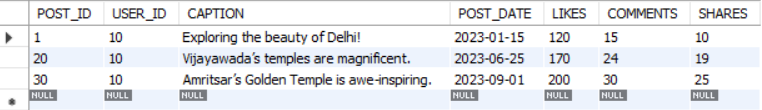 POST_ID USER_ID CAPTION POST_DATE LIKES COMMENTS SHARES
1 10 Exploring the beauty of Delhi! 2023-01-15 120 15 10
20 10 Vijayawada's temples are magnificent. 2023-06-25 170 24 19
30 10 Amritsar's Golden Temple is awe-inspiring. 2023-09-01 200 30 25
NULL NULL NULL NULL NULL NULL NULL